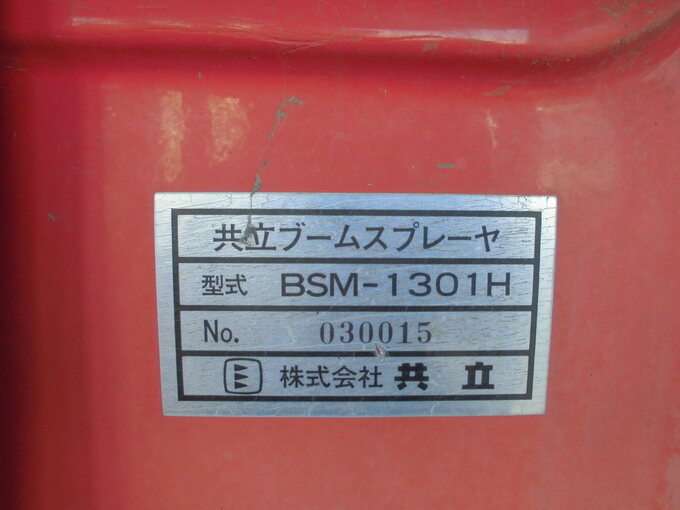 共立ブームスプレーヤ
型式 BSM-1301H
No. 030015
株式会社 共立